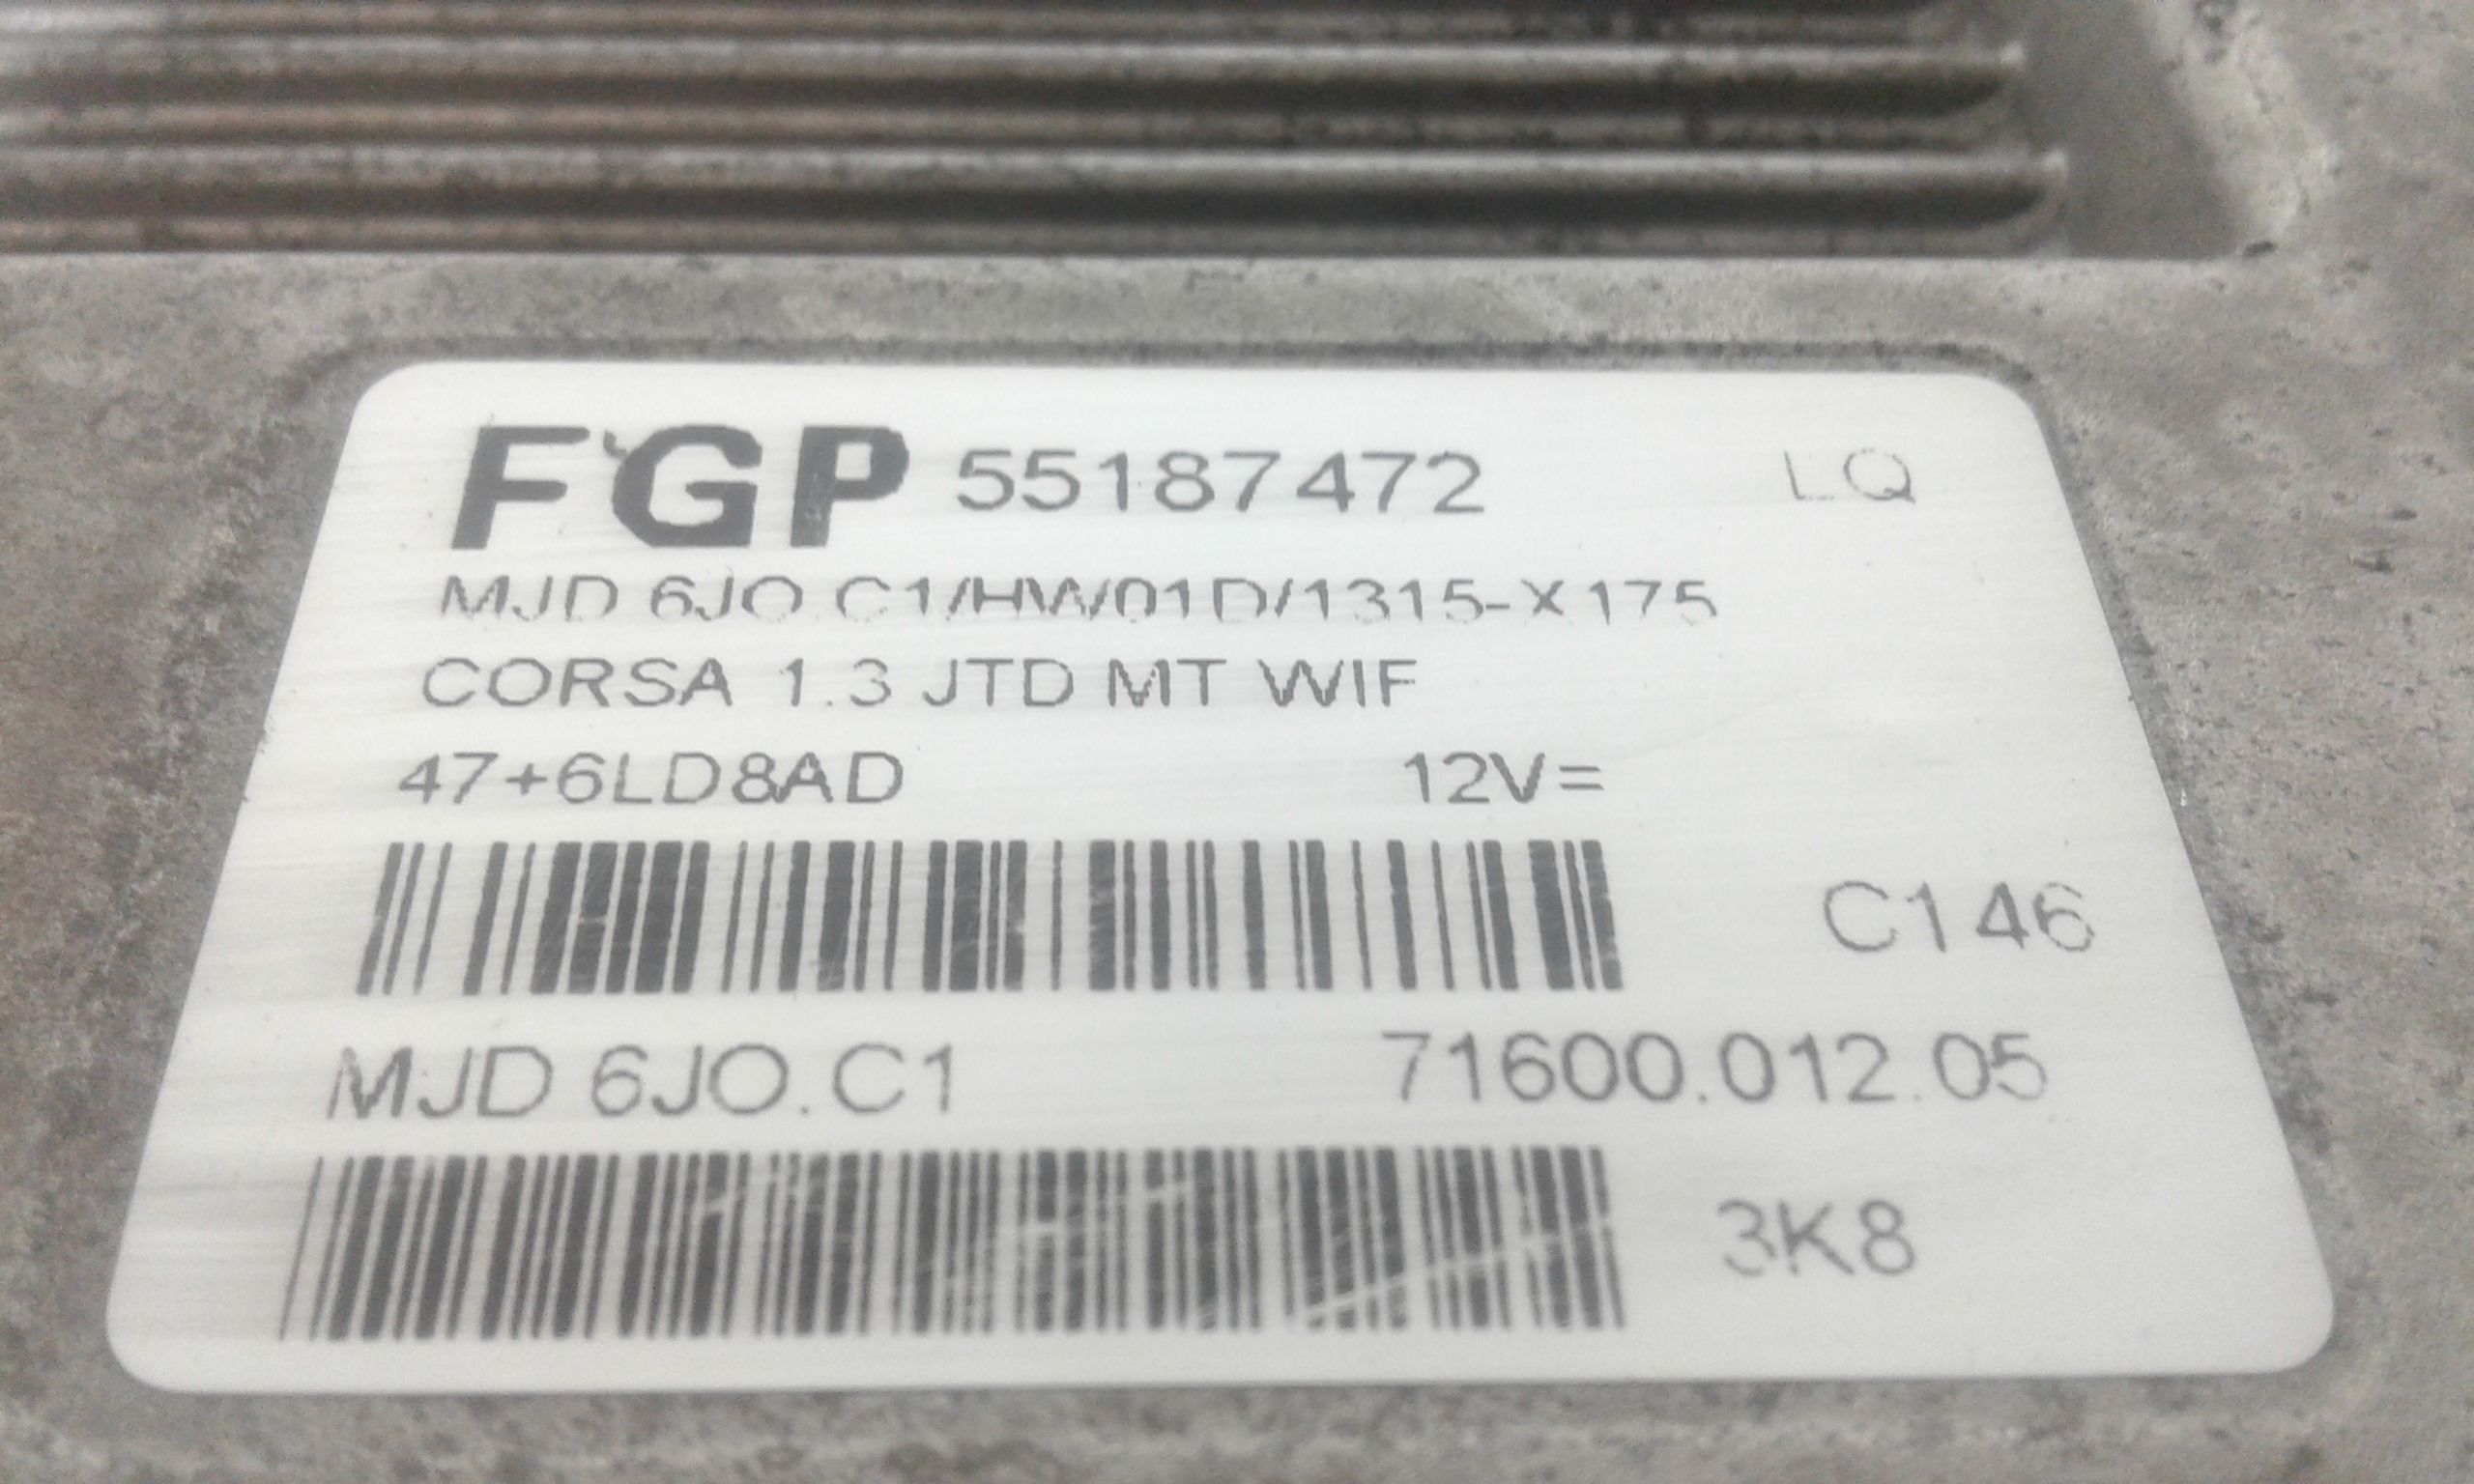 FGP 55187472 LQ
MJD 6JO.C1/HW01D/1315-X175
CORSA 1.3 JTD MT WIF
47+6LD8AD 12V=
C146
MJD 6JO.C1 71600.012.05
3K8